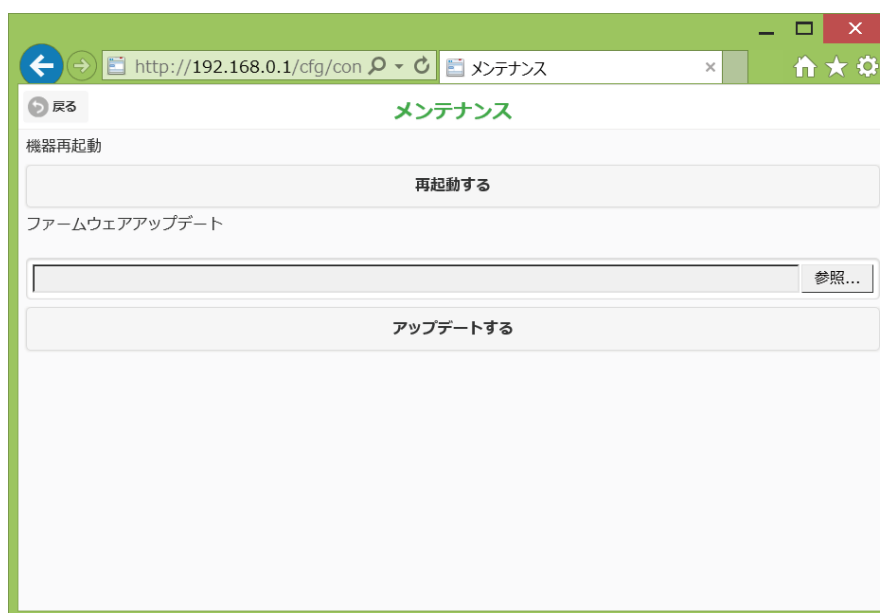 http://192.168.0.1/cfg/con メンテナンス
戻る
メンテナンス
機器再起動
再起動する
ファームウェアアップデート
参照...
アップデートする